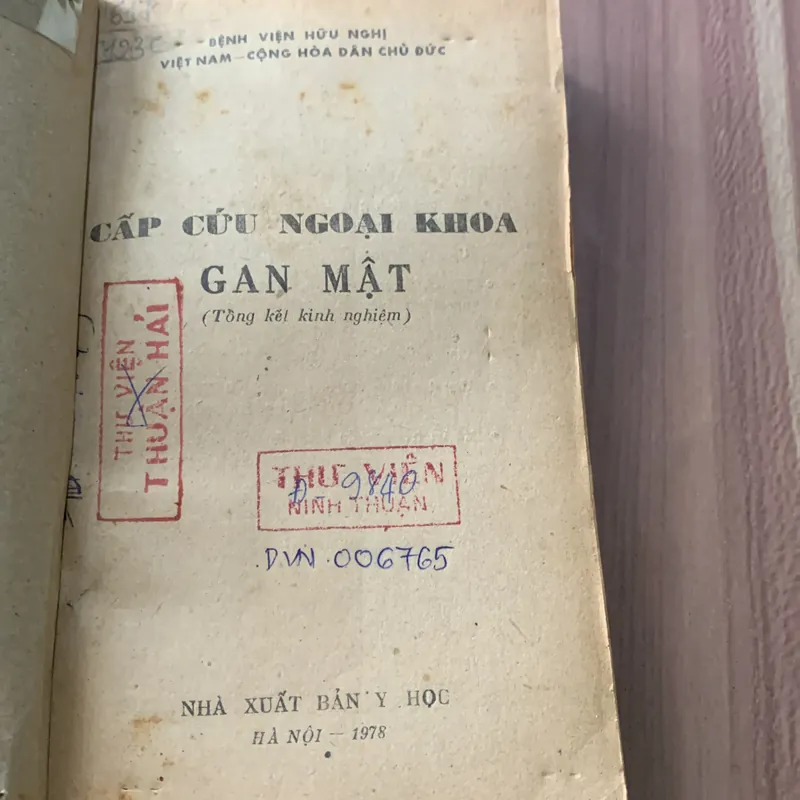 BỆNH VIỆN HỮU NGHỊ
VIỆT NAM - CỘNG HÒA DÂN CHỦ ĐỨC
CẤP CỨU NGOẠI KHOA
GAN MẬT
(Tổng kết kinh nghiệm)
THƯ VIỆN
THUẬN HẢI
THƯ VIỆN
NINH THUẬN
Đ - 9840
DVN.006765
NHÀ XUẤT BẢN Y HỌC
HÀ NỘI - 1978